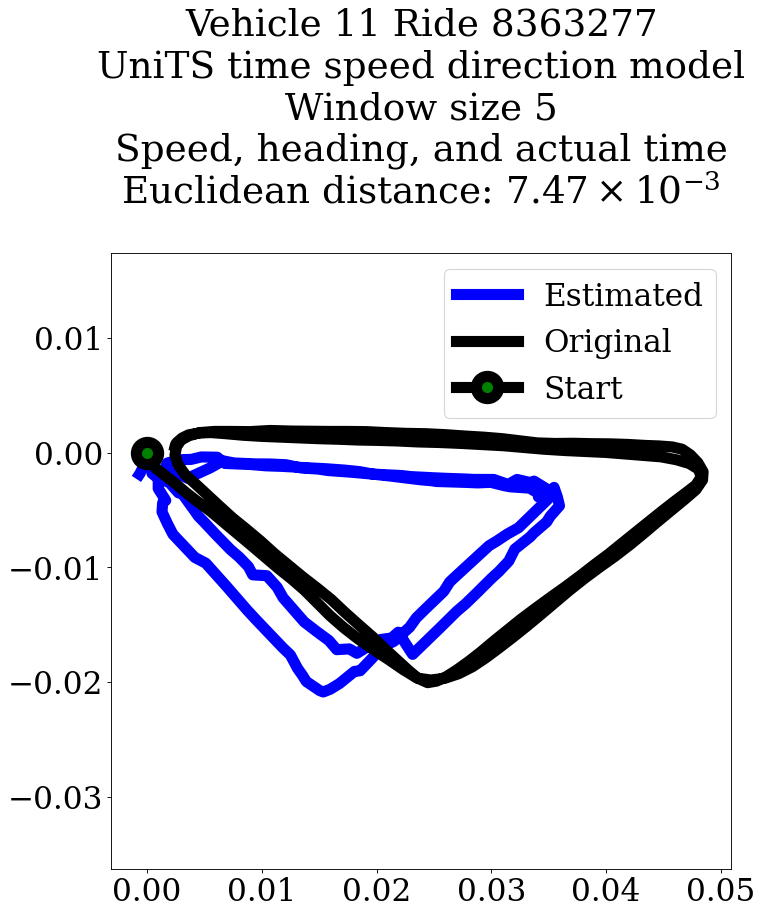 Vehicle 11 Ride 8363277
UniTS time speed direction model
Window size 5
Speed, heading, and actual time
Euclidean distance: 7.47 × 10⁻³
Estimated
Original
Start
0.01
0.00
−0.01
−0.02
−0.03
0.00 0.01 0.02 0.03 0.04 0.05